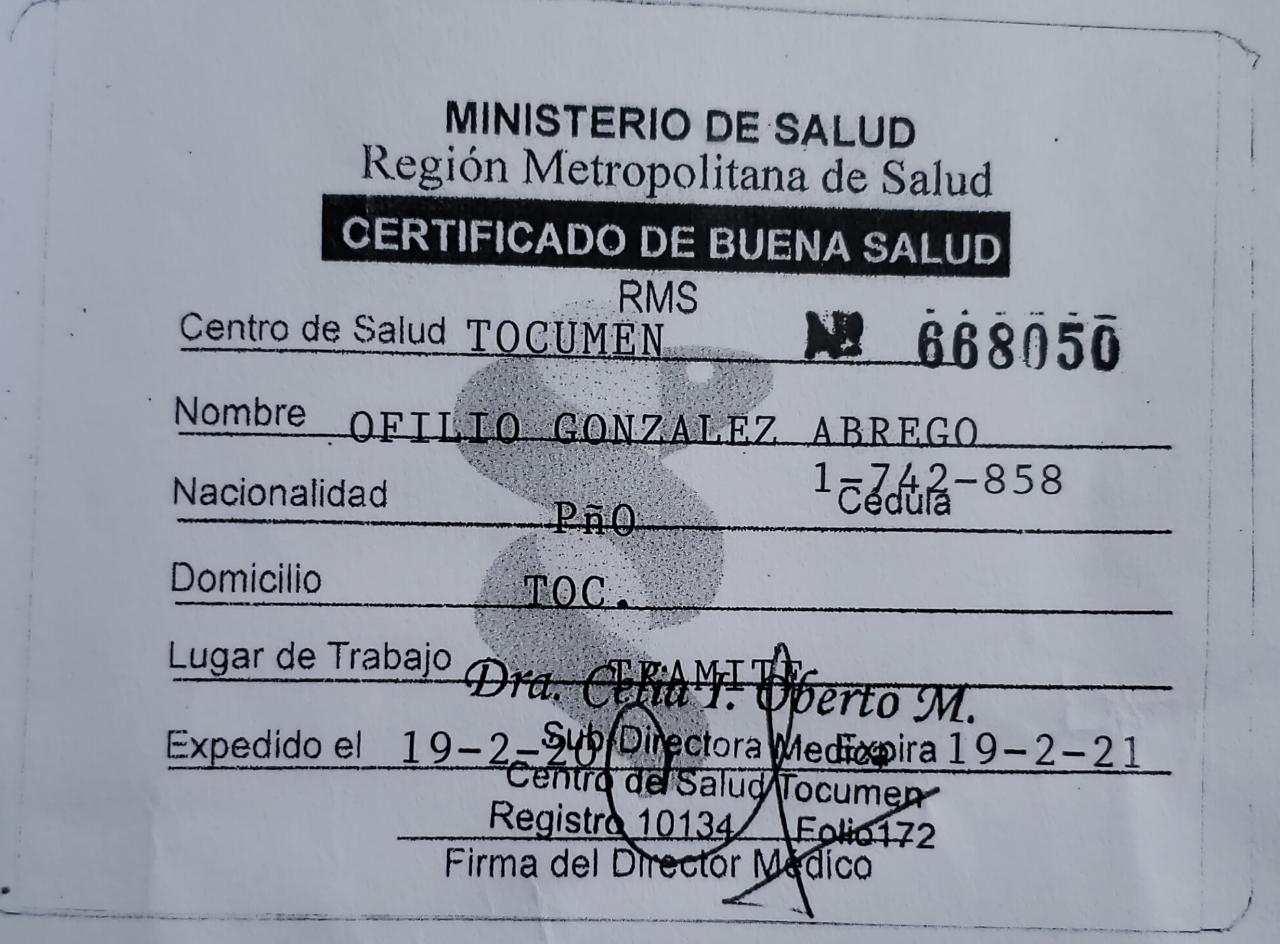 MINISTERIO DE SALUD
Región Metropolitana de Salud
CERTIFICADO DE BUENA SALUD
RMS
Centro de Salud TOCUMEN Nº 668050
Nombre OFILIO GONZALEZ ABREGO
1-742-858
Nacionalidad PñO Cédula
Domicilio TOC.
Lugar de Trabajo TRAMITE
Dra. Celia I. Oberto M.
Expedido el 19-2-20 Expira 19-2-21
Sub Directora Medica
Centro de Salud Tocumen
Registro 10134 Folio172
Firma del Director Médico